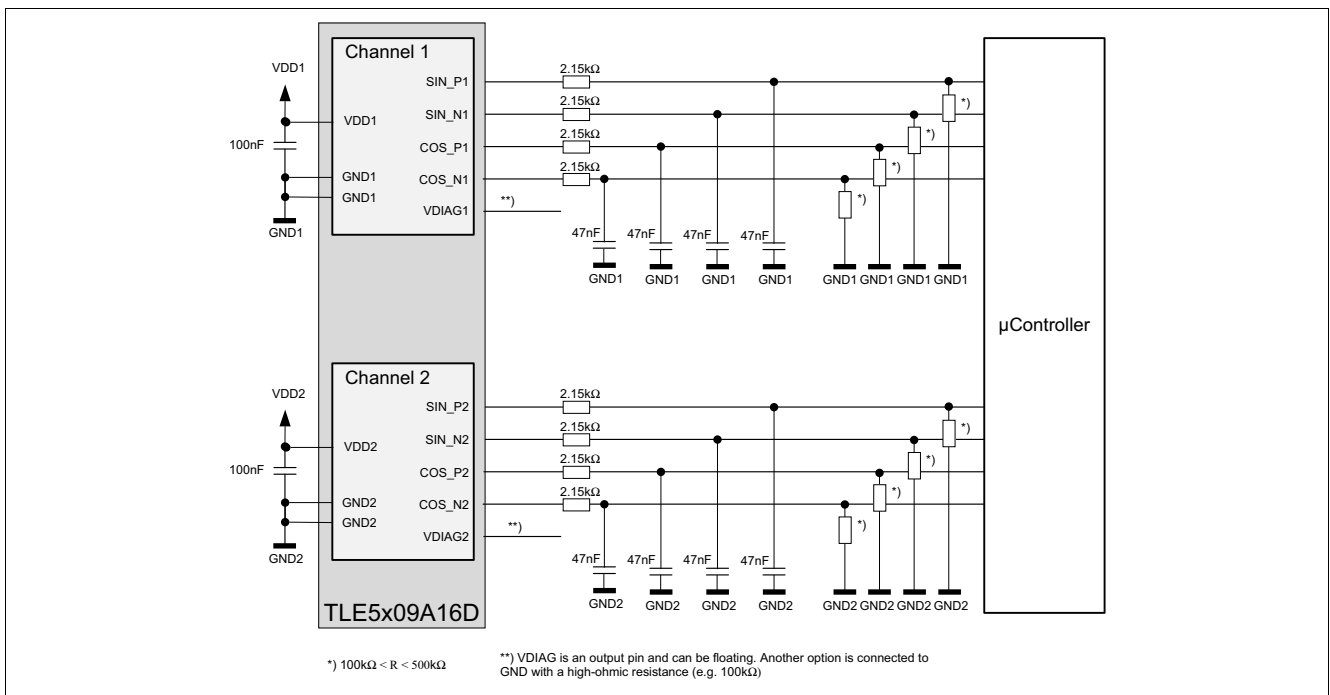 Channel 1
VDD1
2.15kΩ
SIN_P1
*)
2.15kΩ
SIN_N1
*)
VDD1
100nF
2.15kΩ
COS_P1
*)
2.15kΩ
COS_N1
*)
GND1
GND1
**)
VDIAG1
GND1
47nF
47nF
47nF
47nF
GND1
GND1
GND1
GND1
GND1
GND1
GND1
GND1
µController
Channel 2
VDD2
2.15kΩ
SIN_P2
*)
2.15kΩ
SIN_N2
*)
VDD2
100nF
2.15kΩ
COS_P2
*)
2.15kΩ
COS_N2
*)
GND2
GND2
**)
VDIAG2
GND2
47nF
47nF
47nF
47nF
GND2
GND2
GND2
GND2
GND2
GND2
GND2
GND2
TLE5x09A16D
*) 100kΩ < R < 500kΩ
**) VDIAG is an output pin and can be floating. Another option is connected to
GND with a high-ohmic resistance (e.g. 100kΩ)